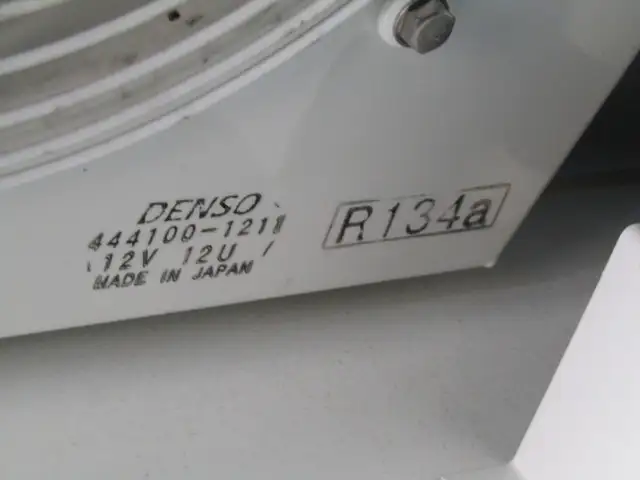 DENSO
444100-1211
12V 12U
MADE IN JAPAN
R134a